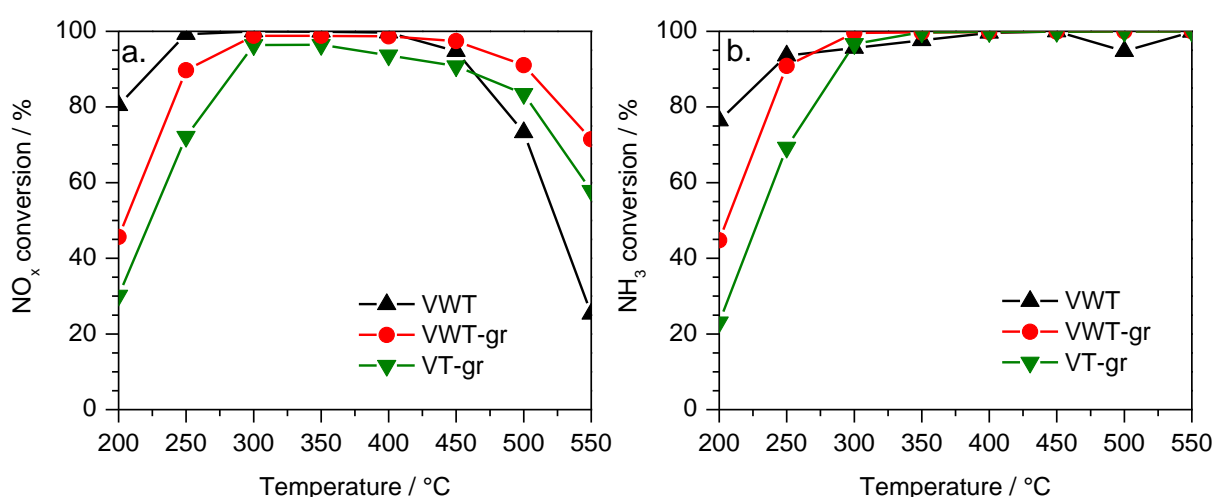 a.
NOx conversion / %
100
80
60
40
20
0
VWT
VWT-gr
VT-gr
200 250 300 350 400 450 500 550
Temperature / °C
b.
NH3 conversion / %
100
80
60
40
20
0
VWT
VWT-gr
VT-gr
200 250 300 350 400 450 500 550
Temperature / °C